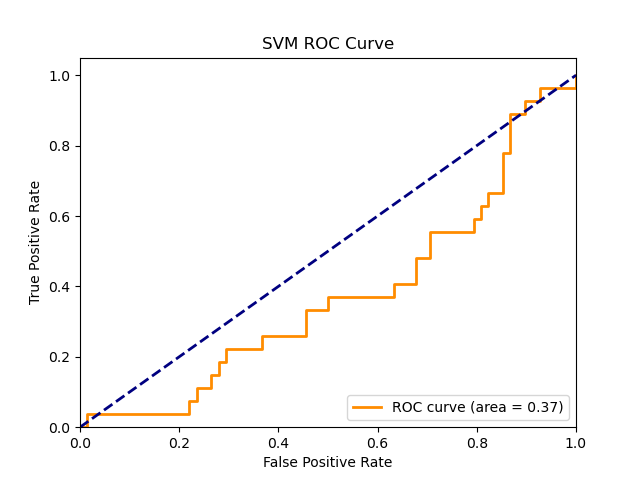 SVM ROC Curve
1.0
0.8
0.6
0.4
0.2
0.0
True Positive Rate
0.0 0.2 0.4 0.6 0.8 1.0
False Positive Rate
ROC curve (area = 0.37)